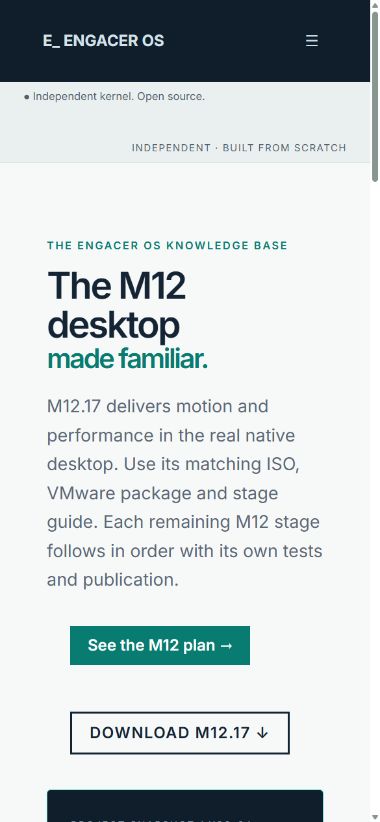 E_ ENGACER OS
☰
● Independent kernel. Open source.
INDEPENDENT · BUILT FROM SCRATCH
THE ENGACER OS KNOWLEDGE BASE
The M12
desktop
made familiar.
M12.17 delivers motion and
performance in the real native
desktop. Use its matching ISO,
VMware package and stage
guide. Each remaining M12 stage
follows in order with its own tests
and publication.
See the M12 plan →
DOWNLOAD M12.17 ↓